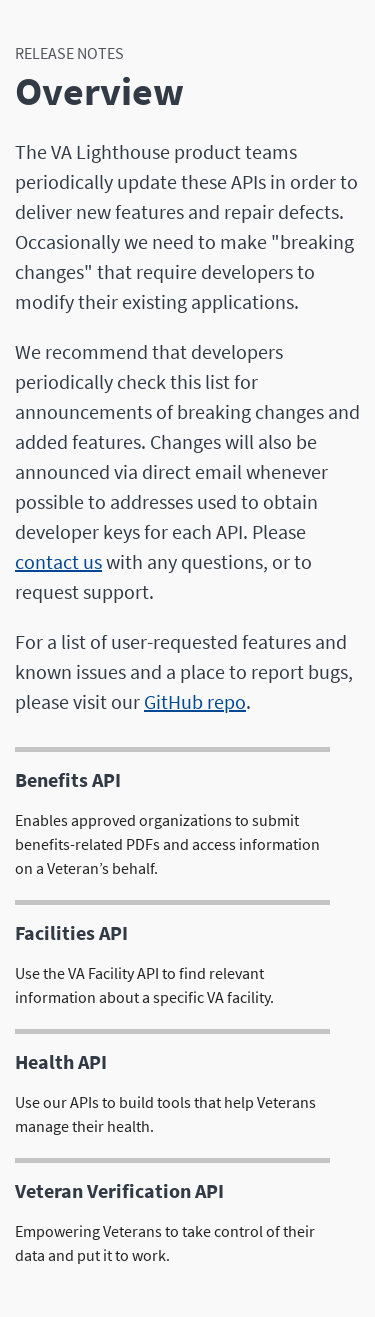 RELEASE NOTES
Overview
The VA Lighthouse product teams
periodically update these APIs in order to
deliver new features and repair defects.
Occasionally we need to make "breaking
changes" that require developers to
modify their existing applications.
We recommend that developers
periodically check this list for
announcements of breaking changes and
added features. Changes will also be
announced via direct email whenever
possible to addresses used to obtain
developer keys for each API. Please
contact us with any questions, or to
request support.
For a list of user-requested features and
known issues and a place to report bugs,
please visit our GitHub repo.
Benefits API
Enables approved organizations to submit
benefits-related PDFs and access information
on a Veteran’s behalf.
Facilities API
Use the VA Facility API to find relevant
information about a specific VA facility.
Health API
Use our APIs to build tools that help Veterans
manage their health.
Veteran Verification API
Empowering Veterans to take control of their
data and put it to work.